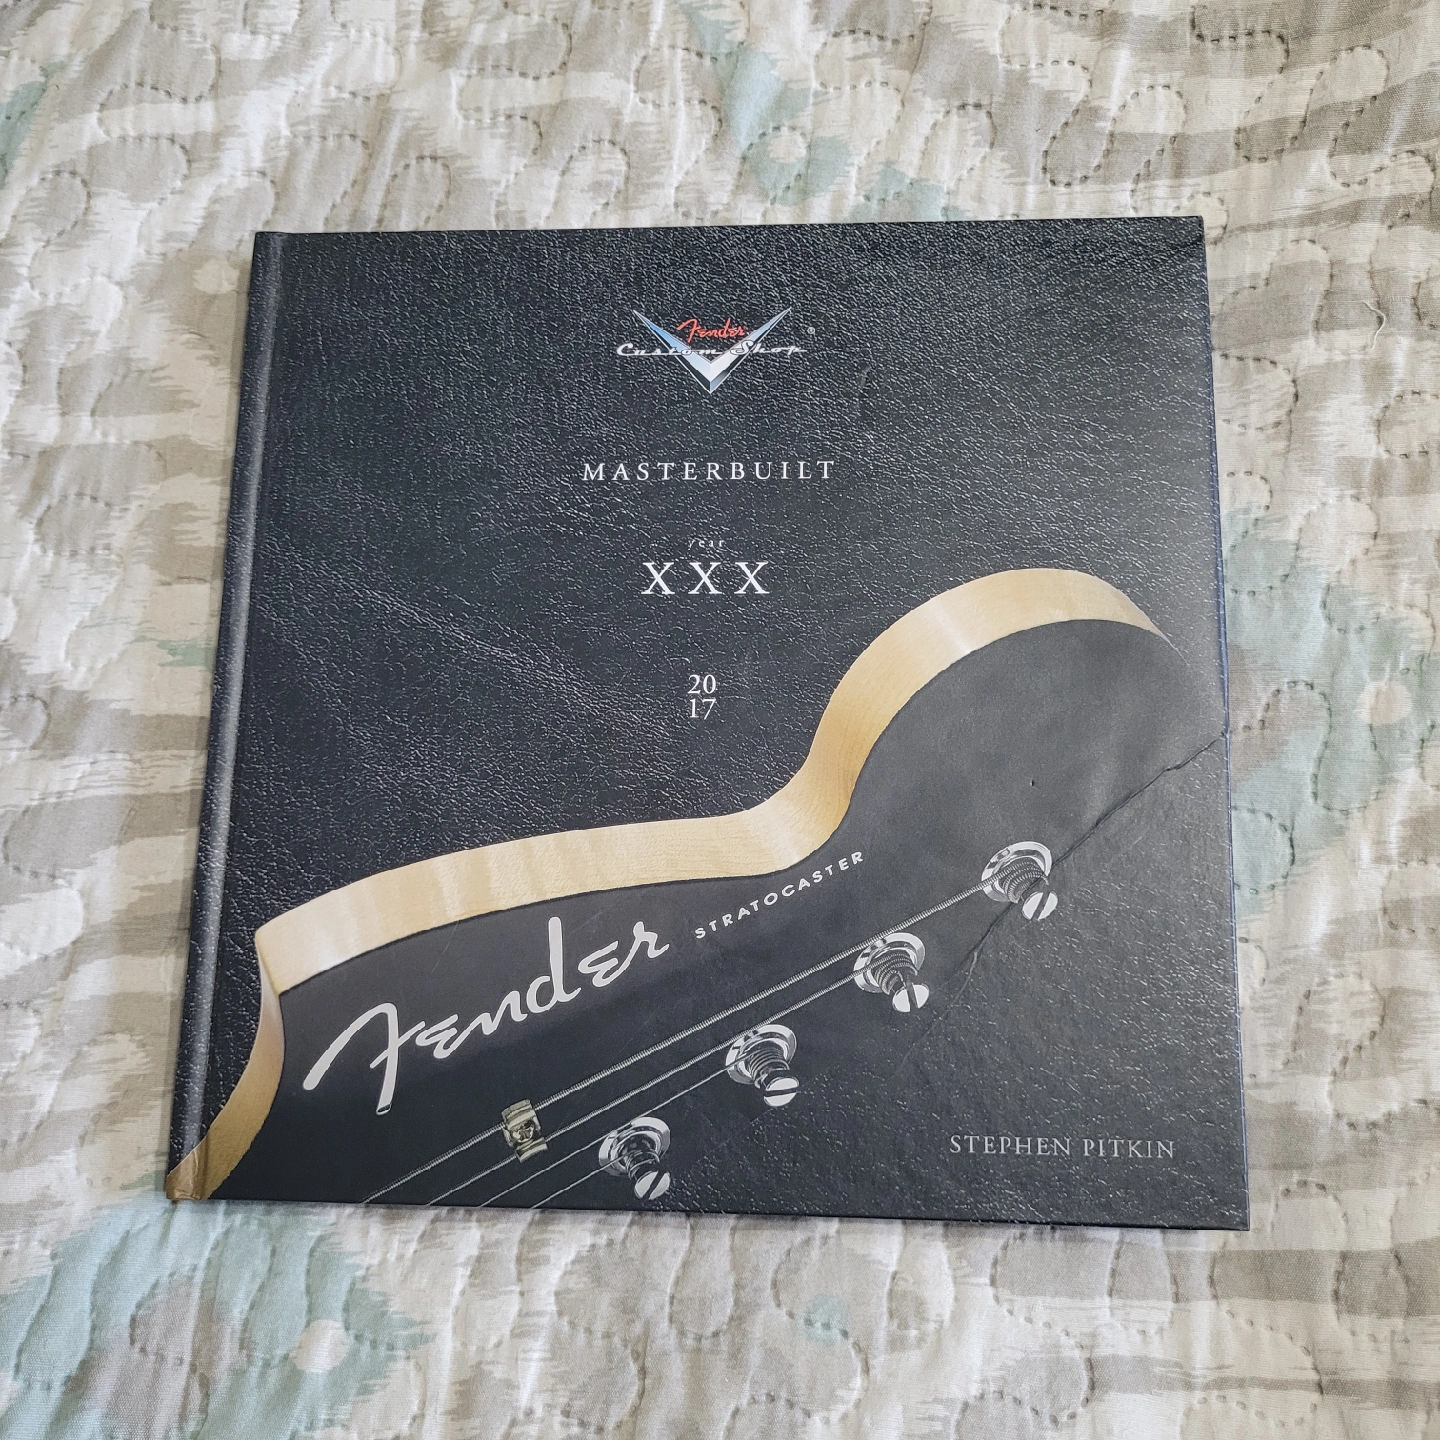 Fender
Custom Shop ®
MASTERBUILT
year
XXX
20
17
Fender STRATOCASTER
STEPHEN PITKIN